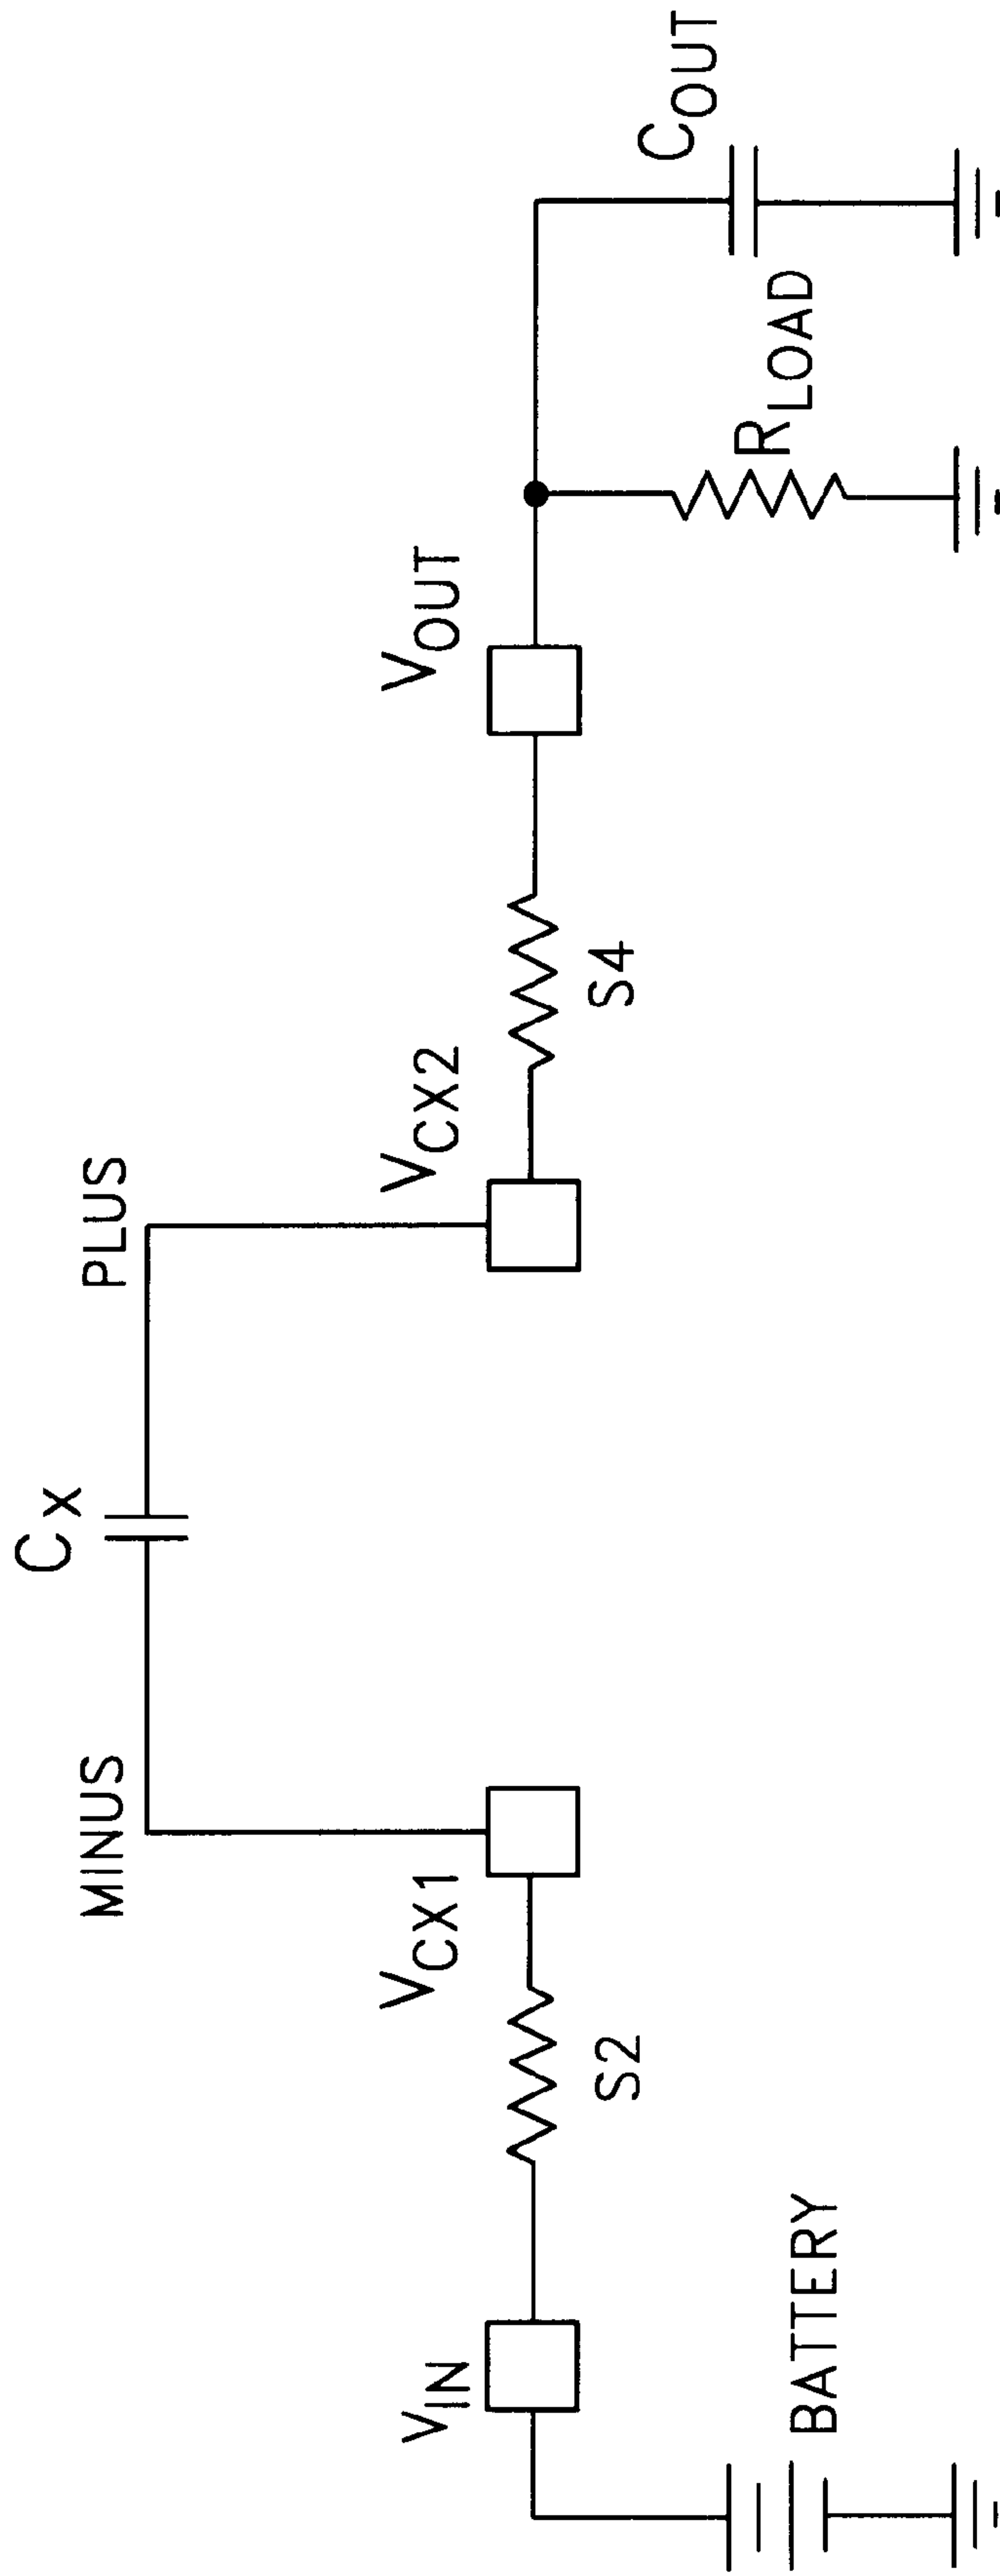 C_X
MINUS
PLUS
V_IN
V_CX1
V_CX2
V_OUT
S2
S4
BATTERY
R_LOAD
C_OUT